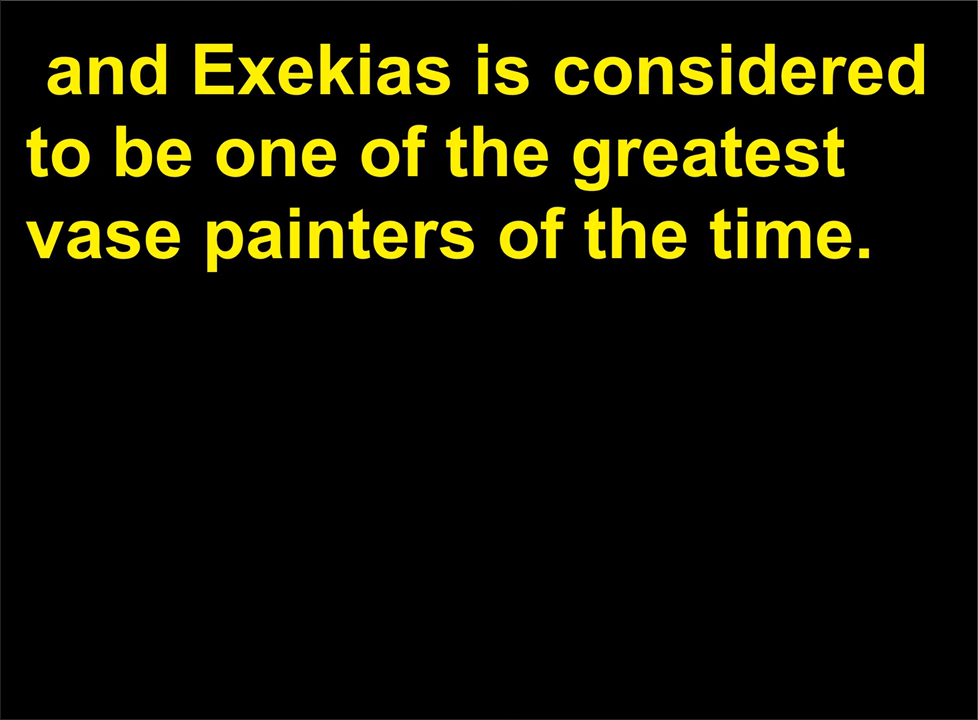 and Exekias is considered
to be one of the greatest
vase painters of the time.